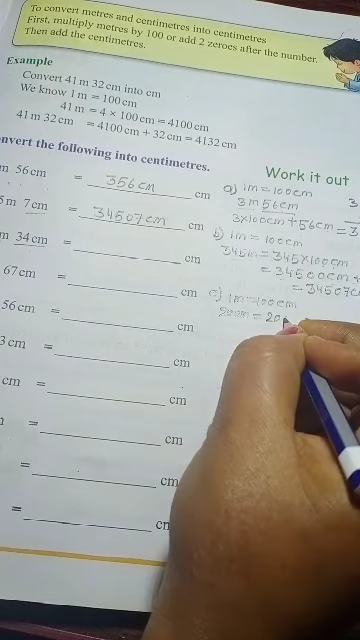 To convert metres and centimetres into centimetres
First, multiply metres by 100 or add 2 zeroes after the number.
Then add the centimetres.
Example
Convert 41 m 32 cm into cm
We know 1 m = 100 cm
41 m = 4 × 100 cm = 4100 cm
41 m 32 cm = 4100 cm + 32 cm = 4132 cm
nvert the following into centimetres.
m 56 cm = 356 cm cm
5 m 7 cm = 34507 cm cm
m 34 cm = cm
67 cm = cm
56 cm = cm
3 cm = cm
cm = cm
= cm
= cm
= cm
Work it out
a) 1m = 100cm
3m 56cm
3×100cm + 56cm = 3
b) 1m = 100cm
345m = 345×100cm
= 34500cm +
= 34507c
c) 1m = 100cm
= 20